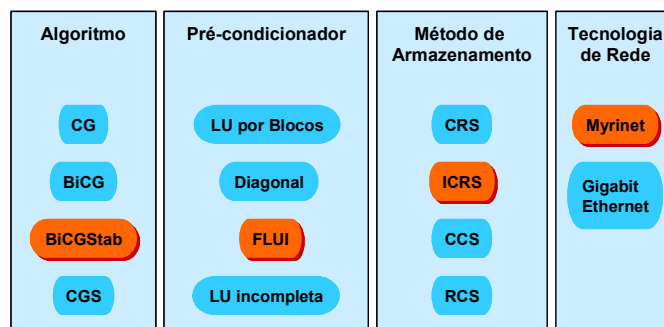 Algoritmo
CG
BiCG
BiCGStab
CGS
Pré-condicionador
LU por Blocos
Diagonal
FLUI
LU incompleta
Método de
Armazenamento
CRS
ICRS
CCS
RCS
Tecnologia
de Rede
Myrinet
Gigabit
Ethernet